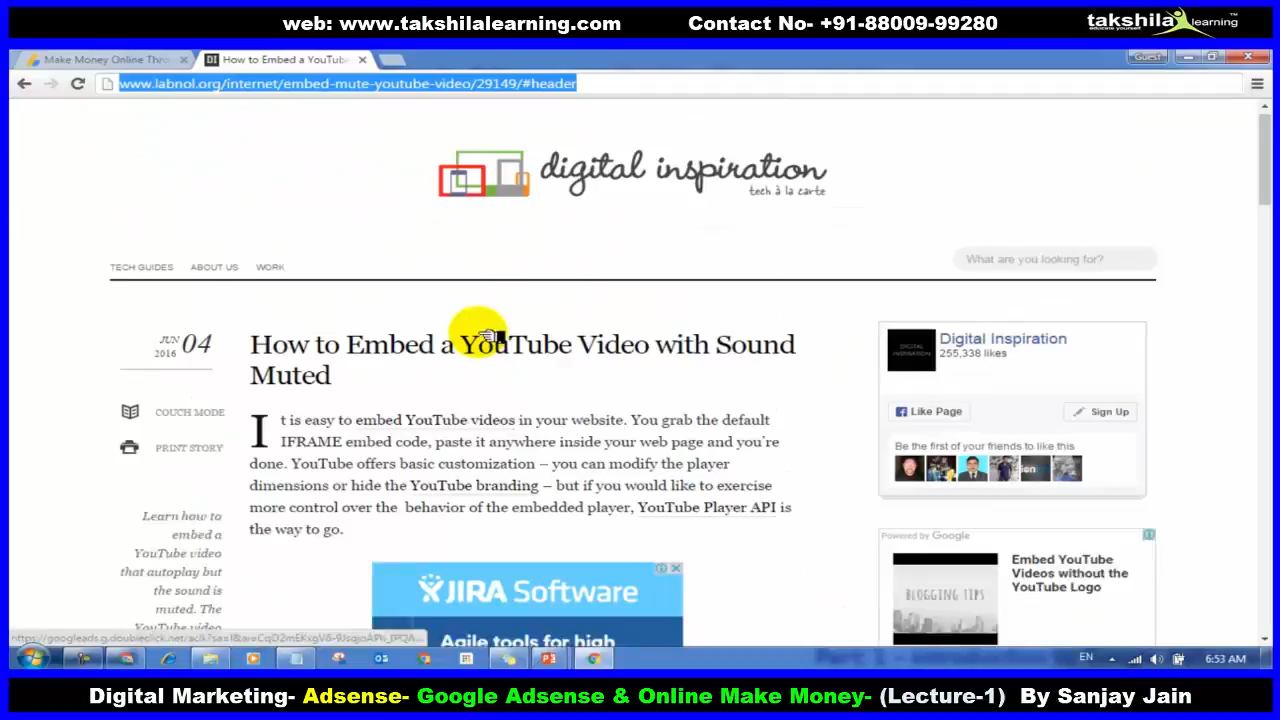 web: www.takshilalearning.com Contact No- +91-88009-99280 takshila learning
educate yourself
Make Money Online Thro How to Embed a YouTube Guest
www.labnol.org/internet/embed-mute-youtube-video/29149/#header
digital inspiration
tech à la carte
TECH GUIDES ABOUT US WORK What are you looking for?
JUN 2016 04
How to Embed a YouTube Video with Sound
Muted
COUCH MODE
PRINT STORY
It is easy to embed YouTube videos in your website. You grab the default
IFRAME embed code, paste it anywhere inside your web page and you're
done. YouTube offers basic customization – you can modify the player
dimensions or hide the YouTube branding – but if you would like to exercise
more control over the behavior of the embedded player, YouTube Player API is
the way to go.
Learn how to
embed a
YouTube video
that autoplay but
the sound is
muted. The
YouTube video
JIRA Software
Agile tools for high
DIGITAL INSPIRATION
Digital Inspiration
255,338 likes
Like Page Sign Up
Be the first of your friends to like this
Powered by Google
BLOGGING TIPS
Embed YouTube
Videos without the
YouTube Logo
EN 6:53 AM
Digital Marketing- Adsense- Google Adsense & Online Make Money- (Lecture-1) By Sanjay Jain